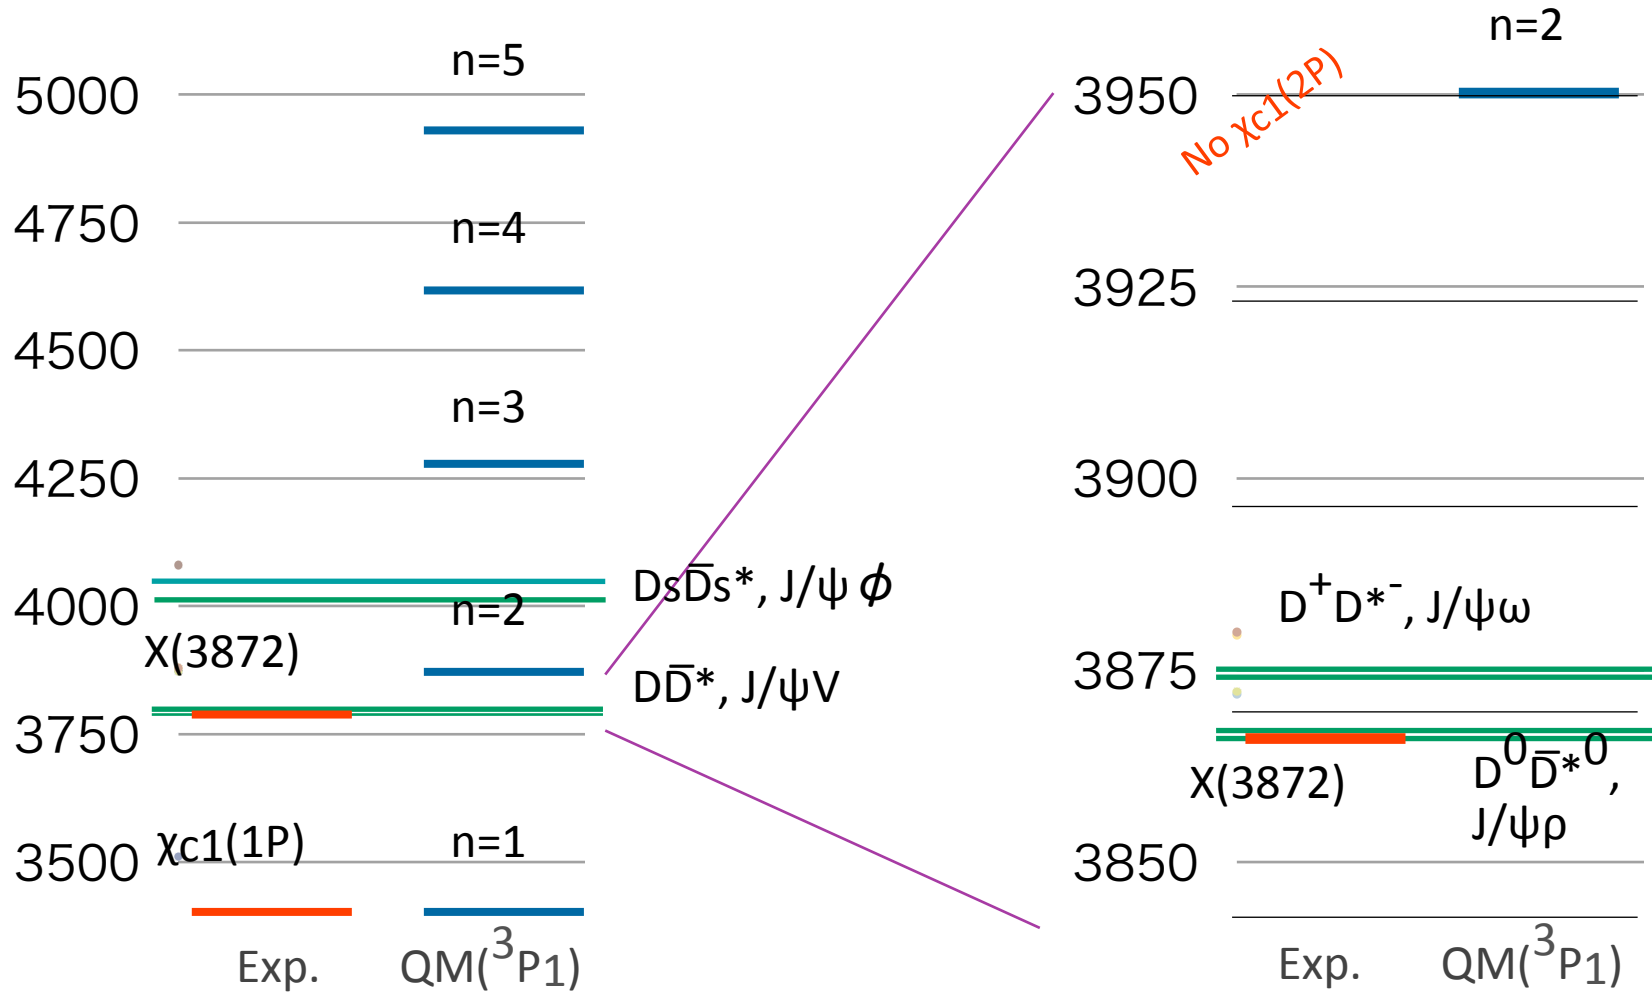 n=5
5000
4750
n=4
4500
n=3
4250
DsD̅s*, J/ψ ϕ
4000
n=2
X(3872)
DD̅*, J/ψV
3750
χc1(1P)
n=1
3500
Exp.
QM(³P1)
n=2
3950
No χc1(2P)
3925
3900
D⁺D*⁻, J/ψω
3875
X(3872)
D⁰D̅*⁰,
J/ψρ
3850
Exp.
QM(³P1)